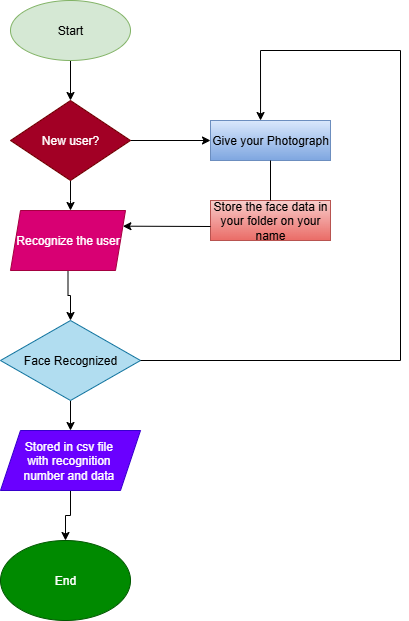 Start
New user?
Give your Photograph
Store the face data in
your folder on your
name
Recognize the user
Face Recognized
Stored in csv file
with recognition
number and data
End